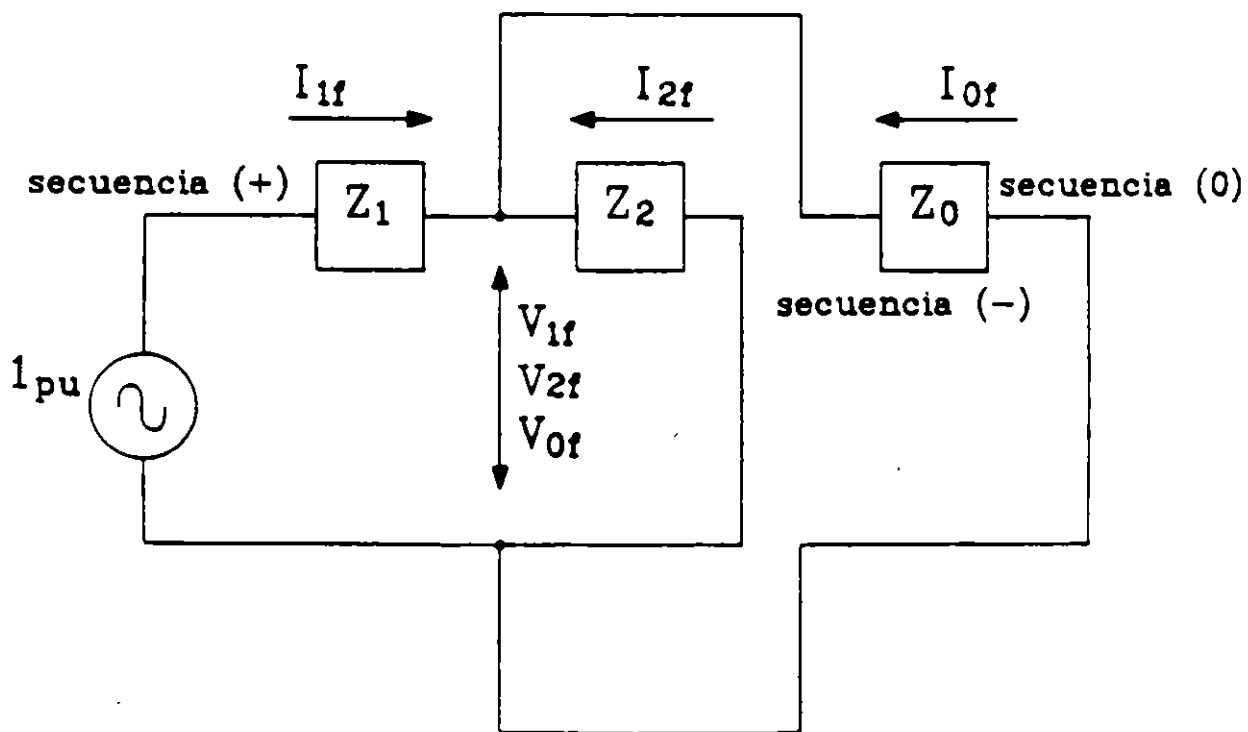 I1f
I2f
I0f
secuencia (+)
Z1
Z2
Z0
secuencia (0)
secuencia (-)
V1f
V2f
V0f
1pu